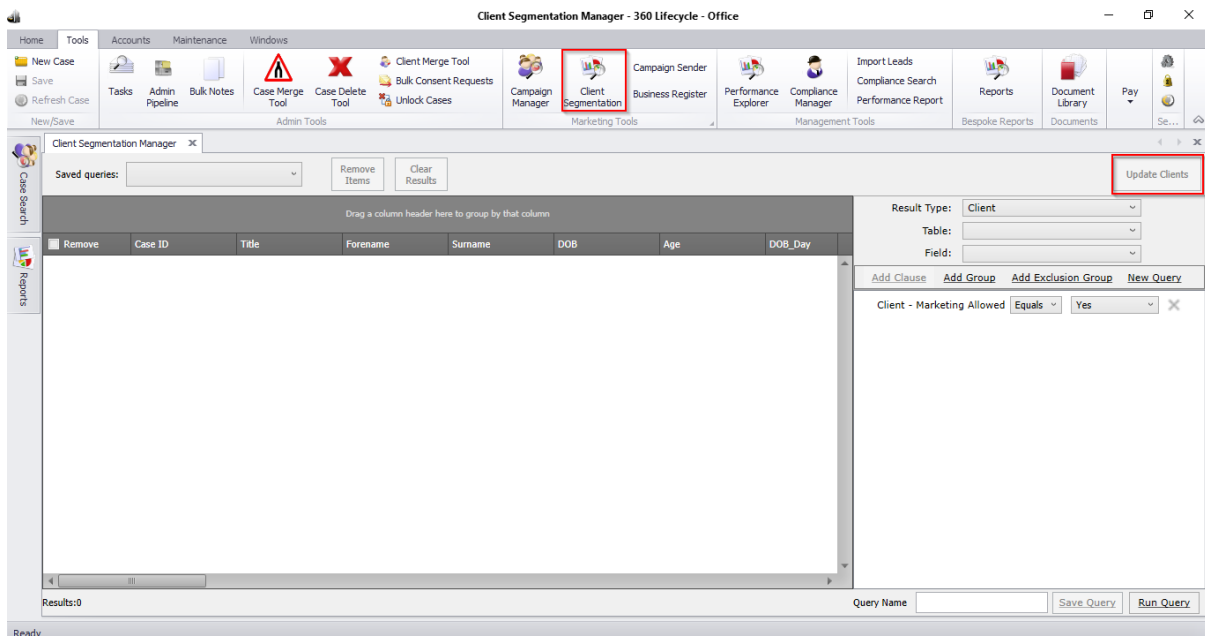 Client Segmentation Manager - 360 Lifecycle - Office
Home Tools Accounts Maintenance Windows
New Case
Save
Refresh Case
New/Save
Tasks
Admin
Pipeline
Bulk Notes
Case Merge
Tool
Case Delete
Tool
Client Merge Tool
Bulk Consent Requests
Unlock Cases
Admin Tools
Campaign
Manager
Client
Segmentation
Campaign Sender
Business Register
Marketing Tools
Performance
Explorer
Compliance
Manager
Import Leads
Compliance Search
Performance Report
Management Tools
Reports
Bespoke Reports
Document
Library
Documents
Pay
Se...
Case Search
Reports
Client Segmentation Manager
Saved queries:
Remove
Items
Clear
Results
Update Clients
Drag a column header here to group by that column
Remove Case ID Title Forename Surname DOB Age DOB_Day
Result Type: Client
Table:
Field:
Add Clause Add Group Add Exclusion Group New Query
Client - Marketing Allowed Equals Yes
Results:0
Query Name Save Query Run Query
Ready